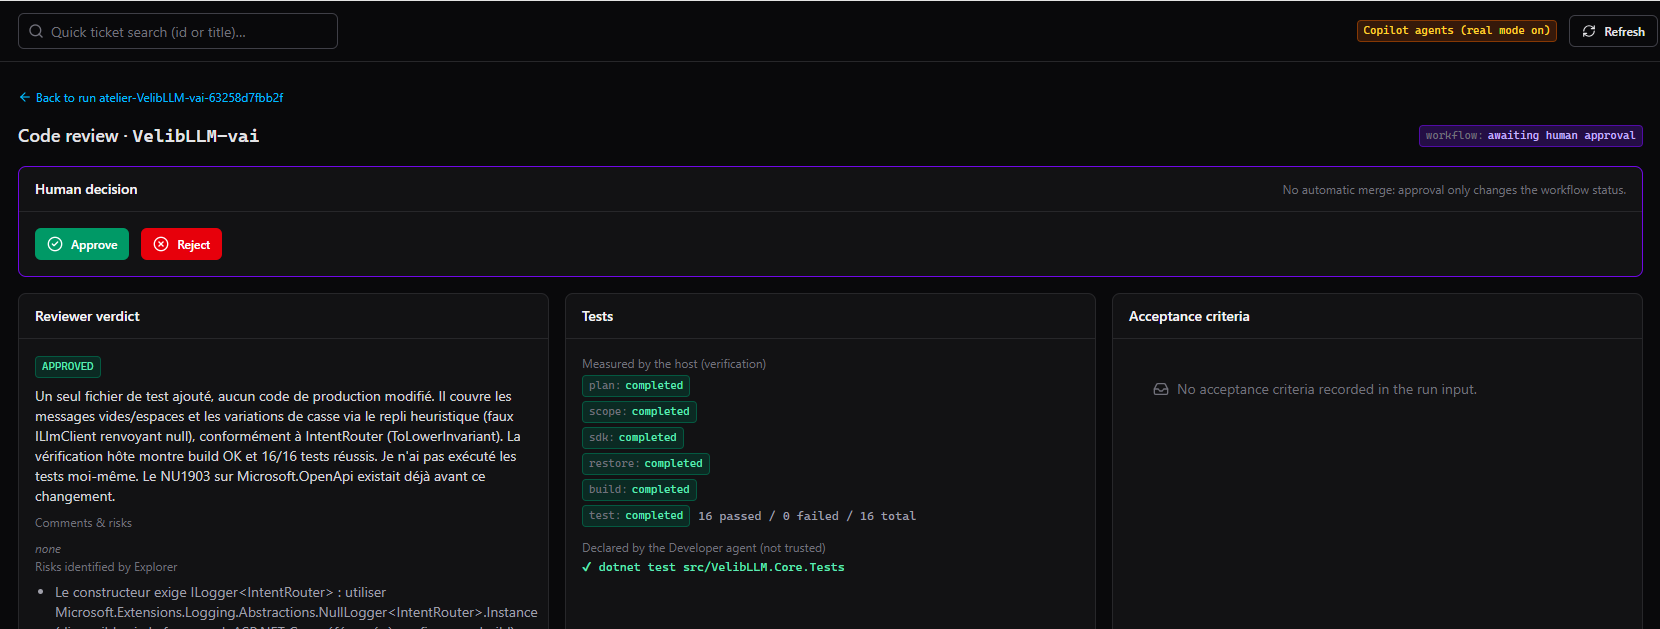 Quick ticket search (id or title)...
Copilot agents (real mode on)
Refresh
← Back to run atelier-VelibLLM-vai-63258d7fbb2f
Code review · VelibLLM-vai
workflow: awaiting human approval
Human decision
No automatic merge: approval only changes the workflow status.
Approve
Reject
Reviewer verdict
APPROVED
Un seul fichier de test ajouté, aucun code de production modifié. Il couvre les
messages vides/espaces et les variations de casse via le repli heuristique (faux
ILlmClient renvoyant null), conformément à IntentRouter (ToLowerInvariant). La
vérification hôte montre build OK et 16/16 tests réussis. Je n'ai pas exécuté les
tests moi-même. Le NU1903 sur Microsoft.OpenApi existait déjà avant ce
changement.
Comments & risks
none
Risks identified by Explorer
• Le constructeur exige ILogger<IntentRouter> : utiliser
Microsoft.Extensions.Logging.Abstractions.NullLogger<IntentRouter>.Instance
Tests
Measured by the host (verification)
plan: completed
scope: completed
sdk: completed
restore: completed
build: completed
test: completed 16 passed / 0 failed / 16 total
Declared by the Developer agent (not trusted)
✓ dotnet test src/VelibLLM.Core.Tests
Acceptance criteria
No acceptance criteria recorded in the run input.